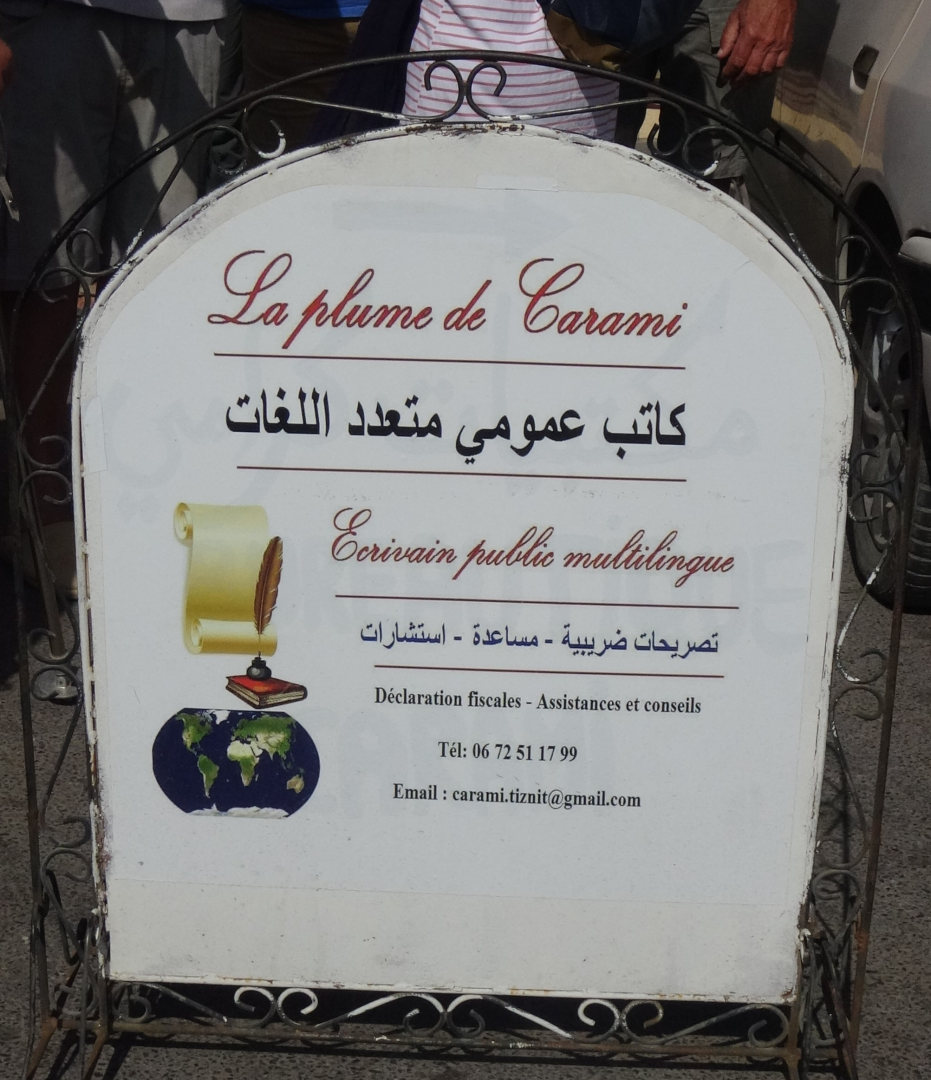 La plume de Carami
كاتب عمومي متعدد اللغات
Ecrivain public multilingue
تصريحات ضريبية - مساعدة - استشارات
Déclaration fiscales - Assistances et conseils
Tél: 06 72 51 17 99
Email : carami.tiznit@gmail.com